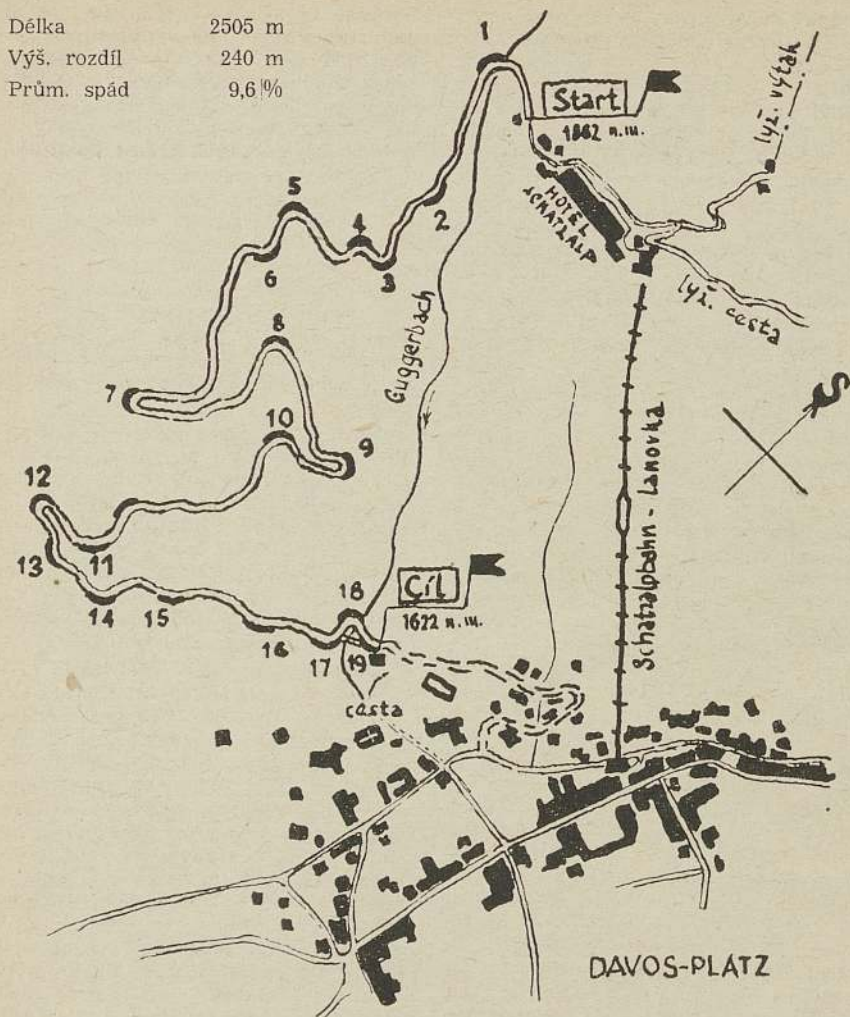 Délka 2505 m
Výš. rozdíl 240 m
Prům. spád 9,6 %
1
Start
1862 n.m.
lyž. výtah
HOTEL SCHATZALP
lyž. cesta
2
3
4
5
6
7
8
9
10
Guggerbach
S
Schatzalpbahn - Lanovka
11
12
13
14
15
16
17
18
19
Cíl
1622 n.m.
cesta
DAVOS-PLATZ